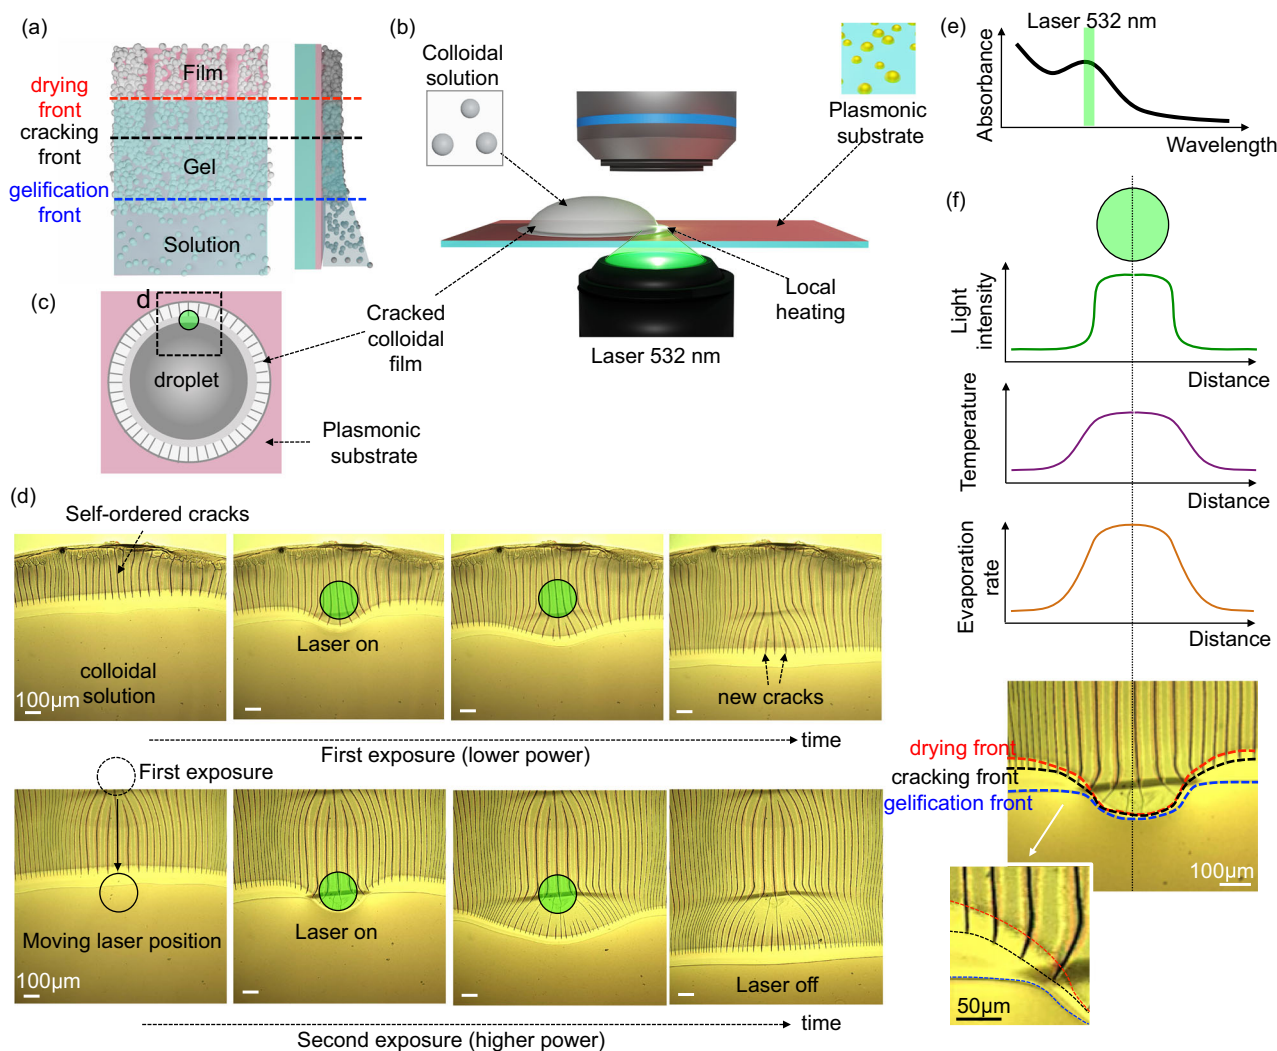 (a)
Film
drying
front
cracking
front
Gel
gelification
front
Solution
(b)
Colloidal
solution
Plasmonic
substrate
Cracked
colloidal
film
Local
heating
Laser 532 nm
(c)
d
droplet
Plasmonic
substrate
(d)
Self-ordered cracks
colloidal
solution
100µm
Laser on
new cracks
time
First exposure (lower power)
First exposure
Moving laser position
100µm
Laser on
Laser off
time
Second exposure (higher power)
(e)
Laser 532 nm
Absorbance
Wavelength
(f)
Light
intensity
Distance
Temperature
Distance
Evaporation
rate
Distance
drying front
cracking front
gelification front
100µm
50µm